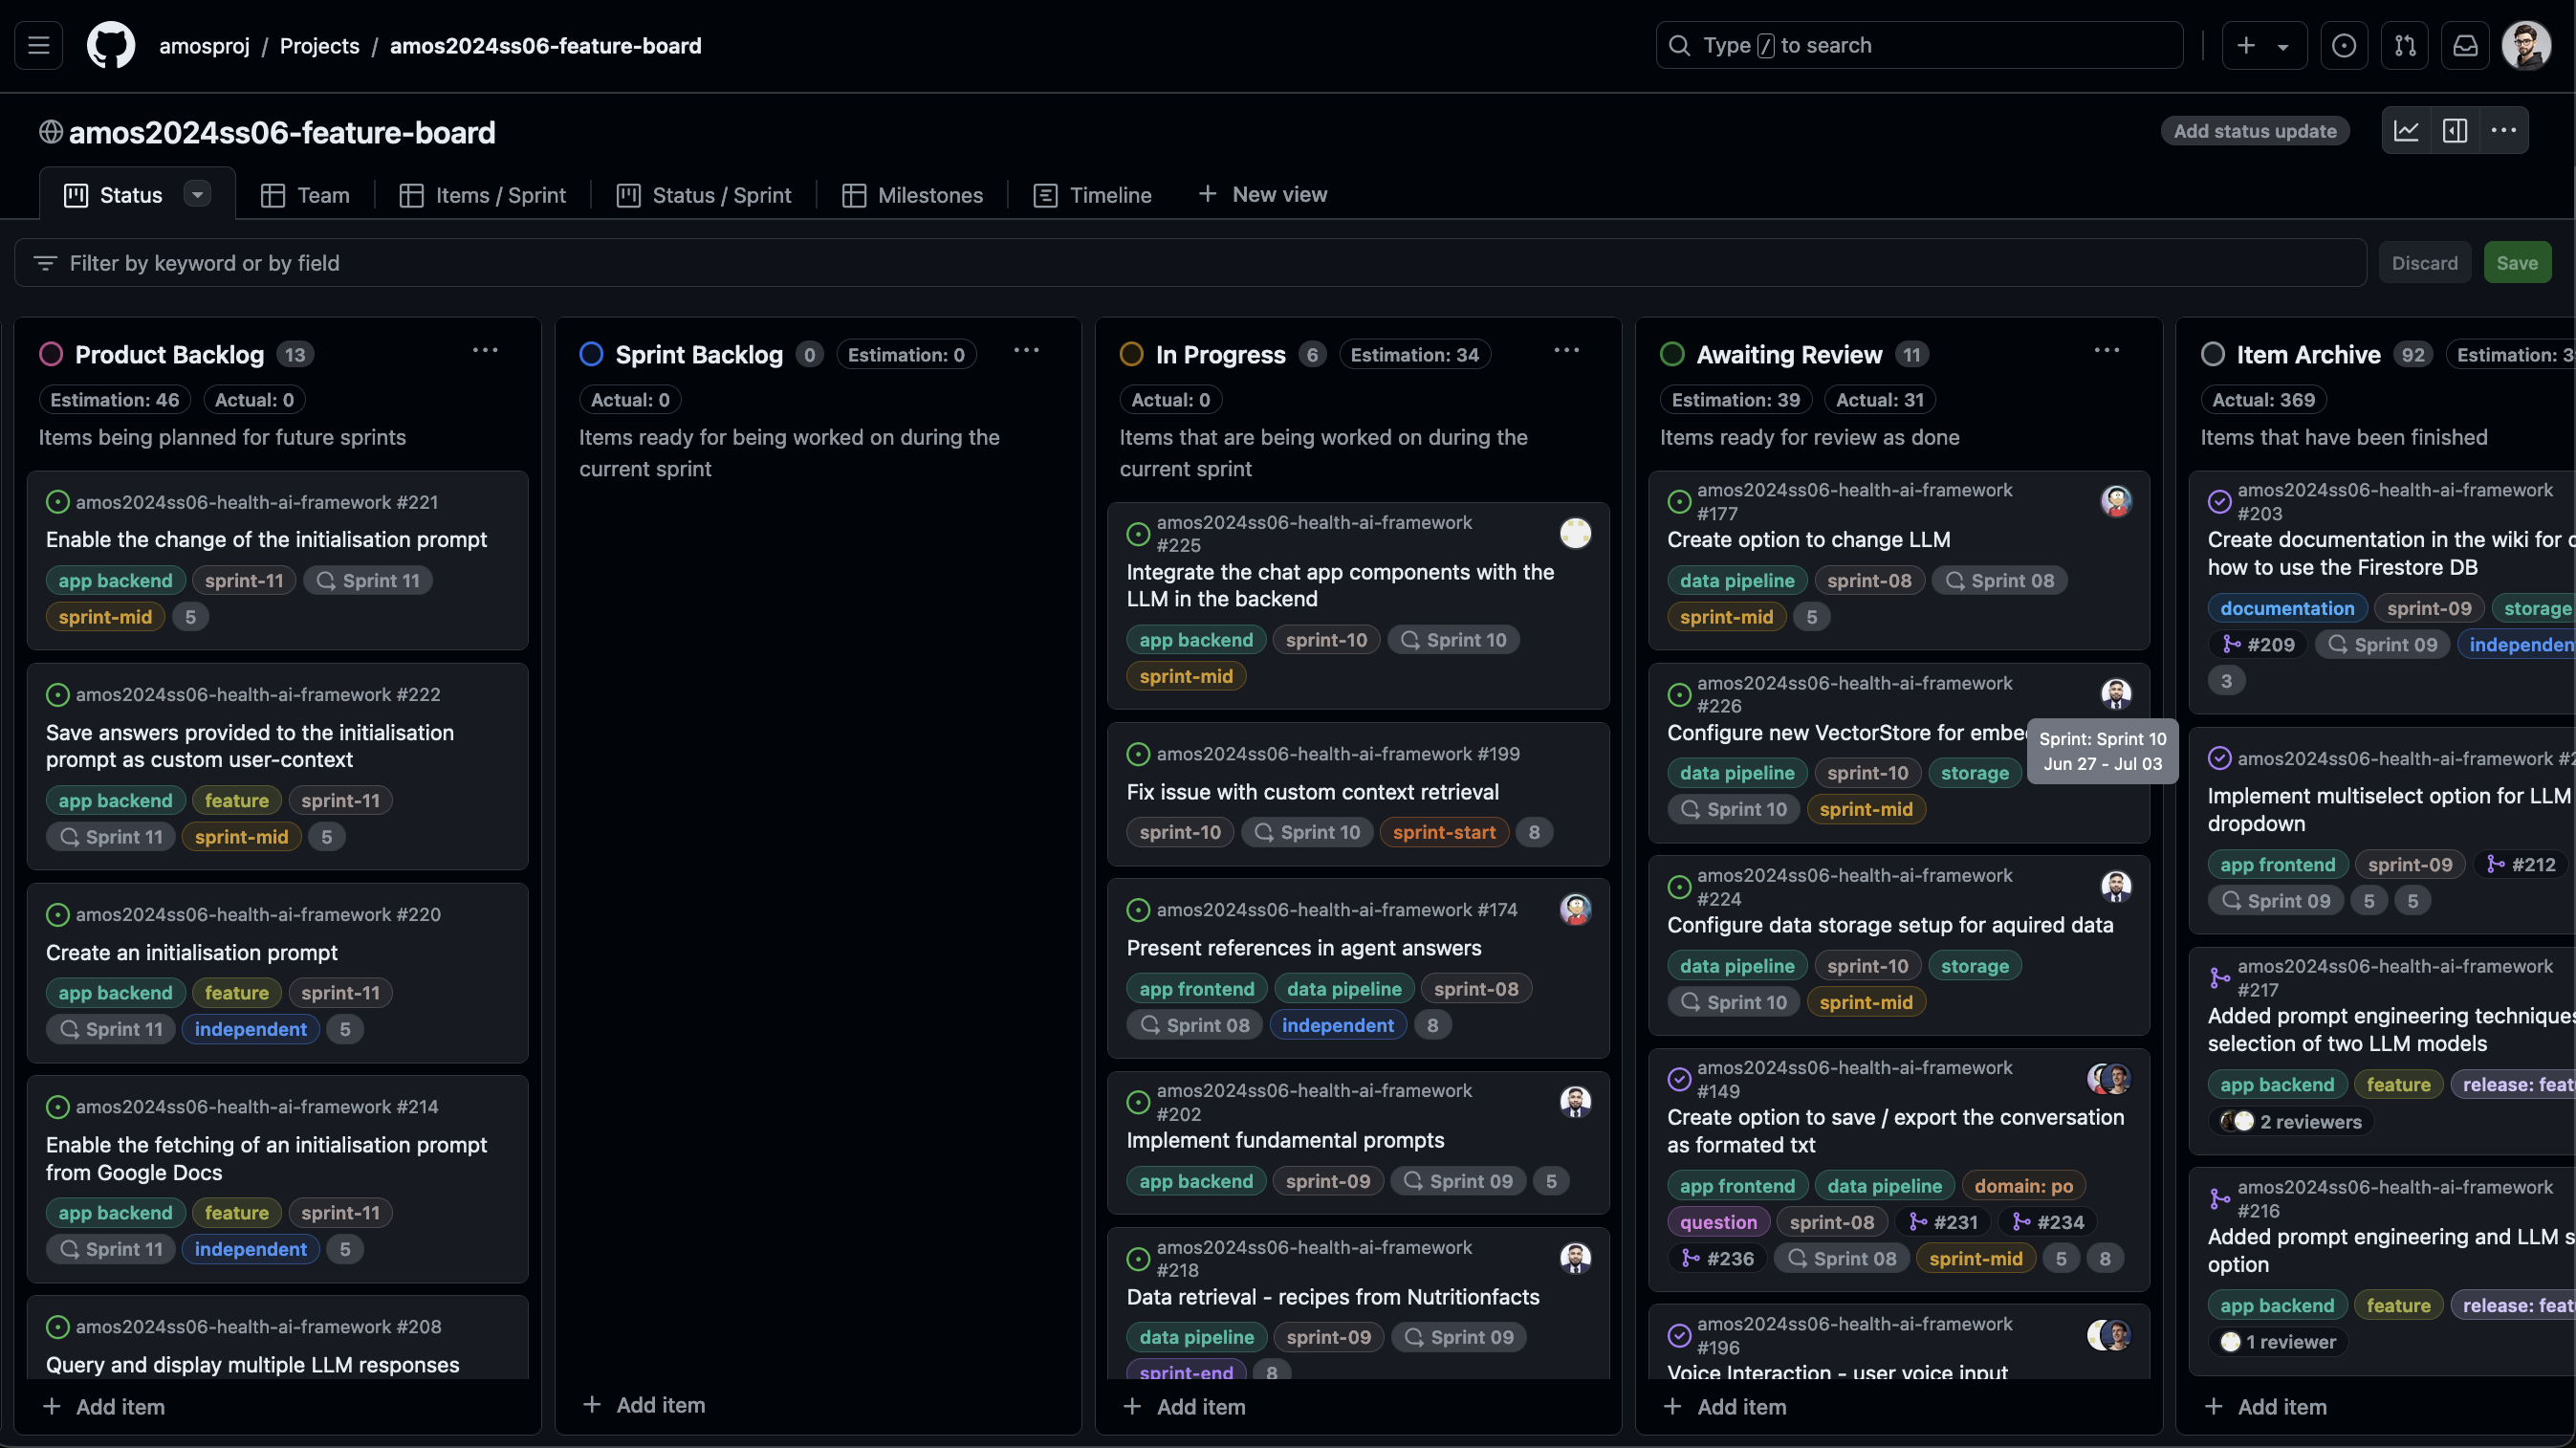 amosproj / Projects / amos2024ss06-feature-board
Type / to search
amos2024ss06-feature-board
Add status update
Status
Team
Items / Sprint
Status / Sprint
Milestones
Timeline
New view
Filter by keyword or by field
Discard
Save
Product Backlog 13
Estimation: 46 Actual: 0
Items being planned for future sprints
amos2024ss06-health-ai-framework #221
Enable the change of the initialisation prompt
app backend sprint-11 Sprint 11
sprint-mid 5
amos2024ss06-health-ai-framework #222
Save answers provided to the initialisation
prompt as custom user-context
app backend feature sprint-11
Sprint 11 sprint-mid 5
amos2024ss06-health-ai-framework #220
Create an initialisation prompt
app backend feature sprint-11
Sprint 11 independent 5
amos2024ss06-health-ai-framework #214
Enable the fetching of an initialisation prompt
from Google Docs
app backend feature sprint-11
Sprint 11 independent 5
amos2024ss06-health-ai-framework #208
Query and display multiple LLM responses
Add item
Sprint Backlog 0 Estimation: 0
Actual: 0
Items ready for being worked on during the
current sprint
Add item
In Progress 6 Estimation: 34
Actual: 0
Items that are being worked on during the
current sprint
amos2024ss06-health-ai-framework
#225
Integrate the chat app components with the
LLM in the backend
app backend sprint-10 Sprint 10
sprint-mid
amos2024ss06-health-ai-framework #199
Fix issue with custom context retrieval
sprint-10 Sprint 10 sprint-start 8
amos2024ss06-health-ai-framework #174
Present references in agent answers
app frontend data pipeline sprint-08
Sprint 08 independent 8
amos2024ss06-health-ai-framework
#202
Implement fundamental prompts
app backend sprint-09 Sprint 09 5
amos2024ss06-health-ai-framework
#218
Data retrieval - recipes from Nutritionfacts
data pipeline sprint-09 Sprint 09
sprint-end 8
Add item
Awaiting Review 11
Estimation: 39 Actual: 31
Items ready for review as done
amos2024ss06-health-ai-framework
#177
Create option to change LLM
data pipeline sprint-08 Sprint 08
sprint-mid 5
amos2024ss06-health-ai-framework
#226
Configure new VectorStore for embe
Sprint: Sprint 10
Jun 27 - Jul 03
data pipeline sprint-10 storage
Sprint 10 sprint-mid
amos2024ss06-health-ai-framework
#224
Configure data storage setup for aquired data
data pipeline sprint-10 storage
Sprint 10 sprint-mid
amos2024ss06-health-ai-framework
#149
Create option to save / export the conversation
as formated txt
app frontend data pipeline domain: po
question sprint-08 #231 #234
#236 Sprint 08 sprint-mid 5 8
amos2024ss06-health-ai-framework
#196
Voice Interaction - user voice input
Add item
Item Archive 92 Estimation: 3
Actual: 369
Items that have been finished
amos2024ss06-health-ai-framework
#203
Create documentation in the wiki for
how to use the Firestore DB
documentation sprint-09 storage
#209 Sprint 09 independen
3
amos2024ss06-health-ai-framework #2
Implement multiselect option for LLM
dropdown
app frontend sprint-09 #212
Sprint 09 5 5
amos2024ss06-health-ai-framework
#217
Added prompt engineering techniques
selection of two LLM models
app backend feature release: feat
2 reviewers
amos2024ss06-health-ai-framework
#216
Added prompt engineering and LLM s
option
app backend feature release: feat
1 reviewer
Add item